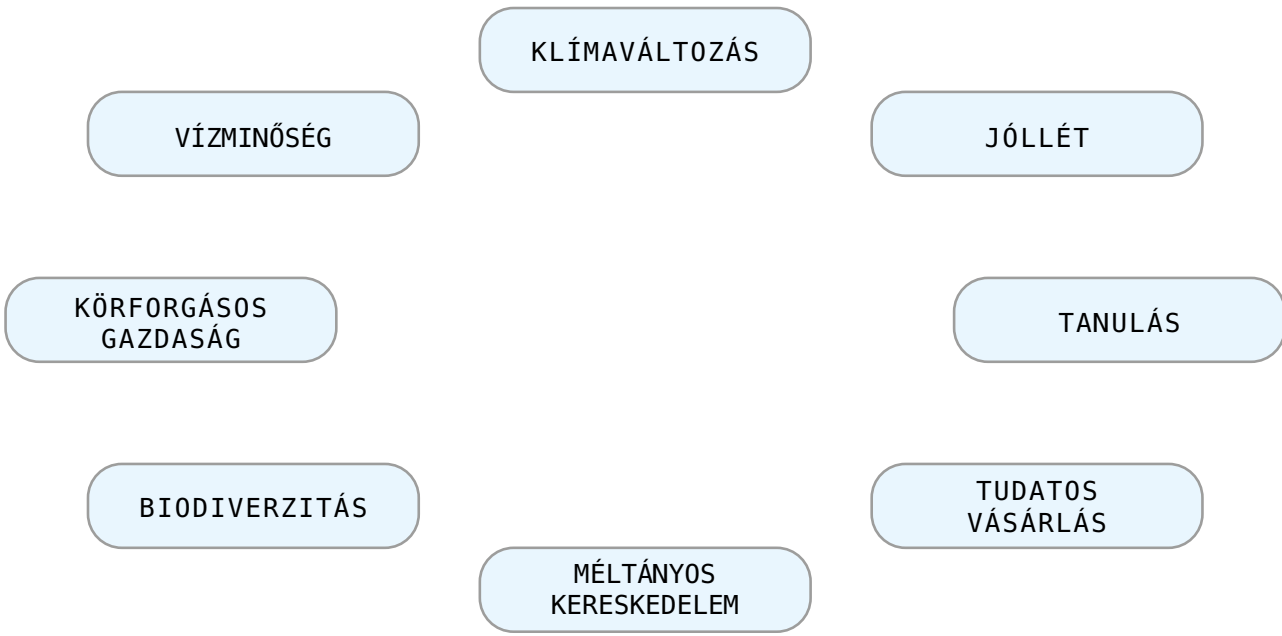 KLÍMAVÁLTOZÁS
VÍZMINŐSÉG
JÓLLÉT
KÖRFORGÁSOS
GAZDASÁG
TANULÁS
BIODIVERZITÁS
TUDATOS
VÁSÁRLÁS
MÉLTÁNYOS
KERESKEDELEM